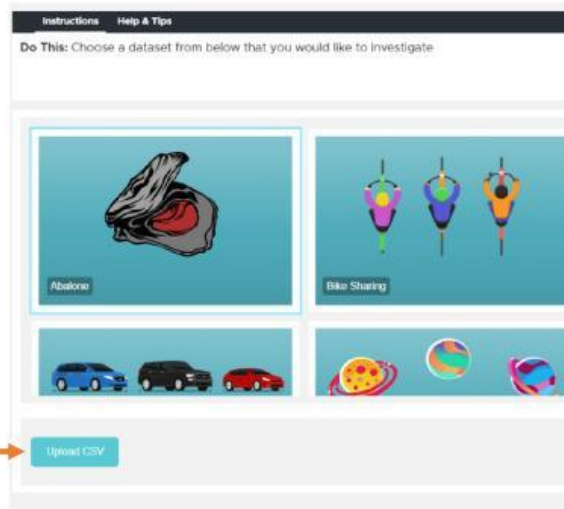 Instructions Help & Tips
Do This: Choose a dataset from below that you would like to investigate
Abalone Bike Sharing
Upload CSV